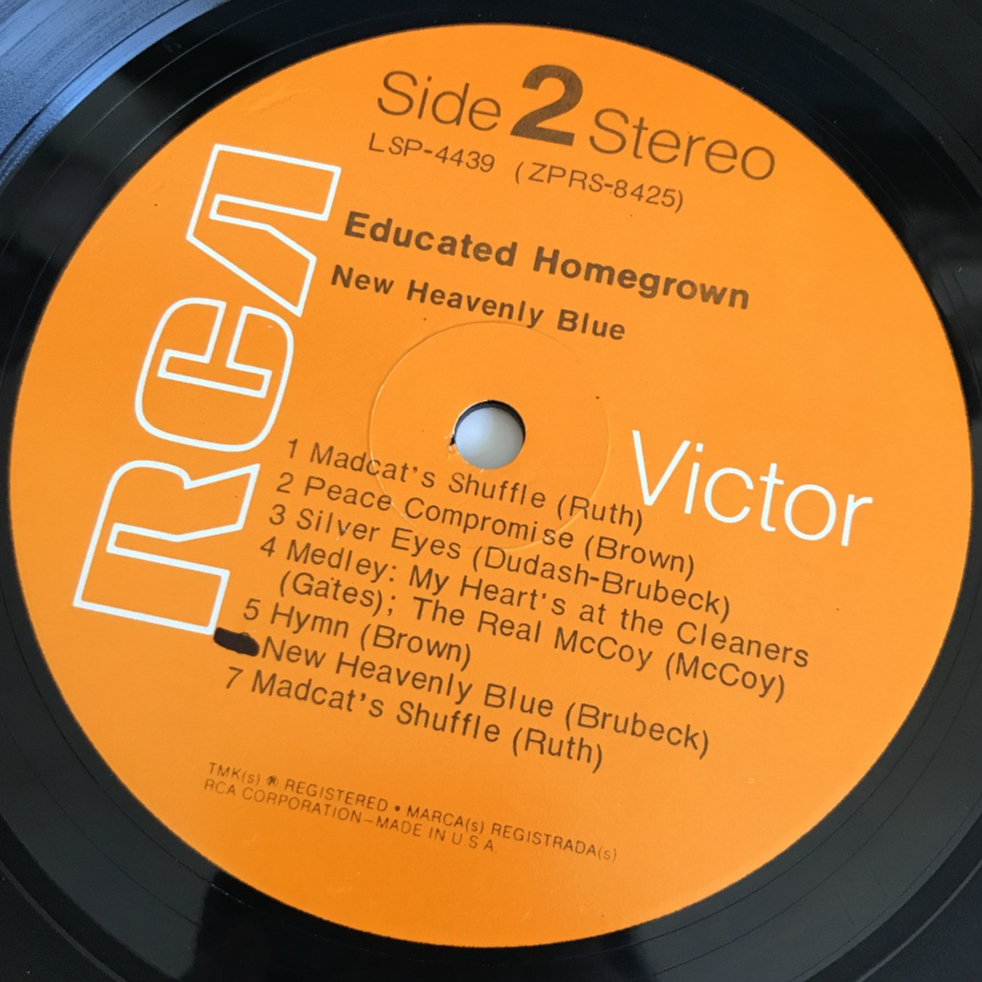 Side 2 Stereo
LSP-4439 (ZPRS-8425)
RCA
Educated Homegrown
New Heavenly Blue
Victor
1 Madcat's Shuffle (Ruth)
2 Peace Compromise (Brown)
3 Silver Eyes (Dudash-Brubeck)
4 Medley: My Heart's at the Cleaners
(Gates); The Real McCoy (McCoy)
5 Hymn (Brown)
New Heavenly Blue (Brubeck)
7 Madcat's Shuffle (Ruth)
TMK(s) ® REGISTERED • MARCA(s) REGISTRADA(s)
RCA CORPORATION—MADE IN U S A